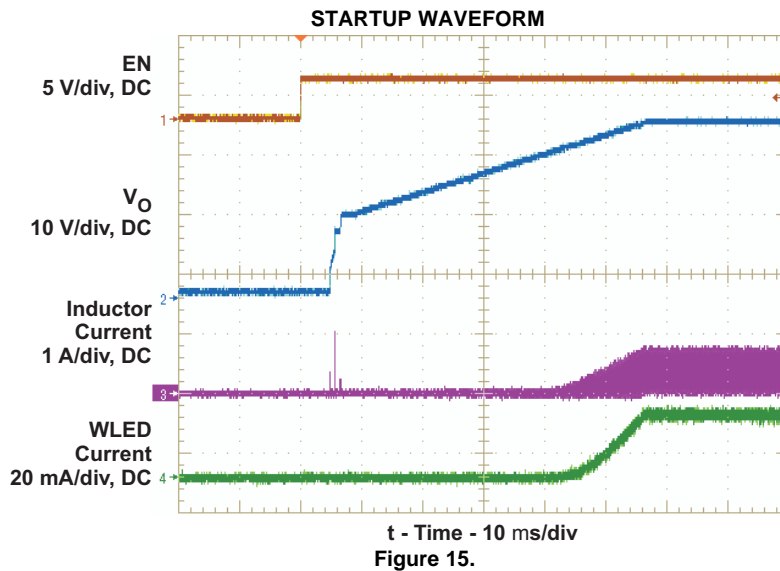 STARTUP WAVEFORM
EN
5 V/div, DC
1
VO
10 V/div, DC
2
Inductor
Current
1 A/div, DC
3
WLED
Current
20 mA/div, DC
4
t - Time - 10 ms/div
Figure 15.